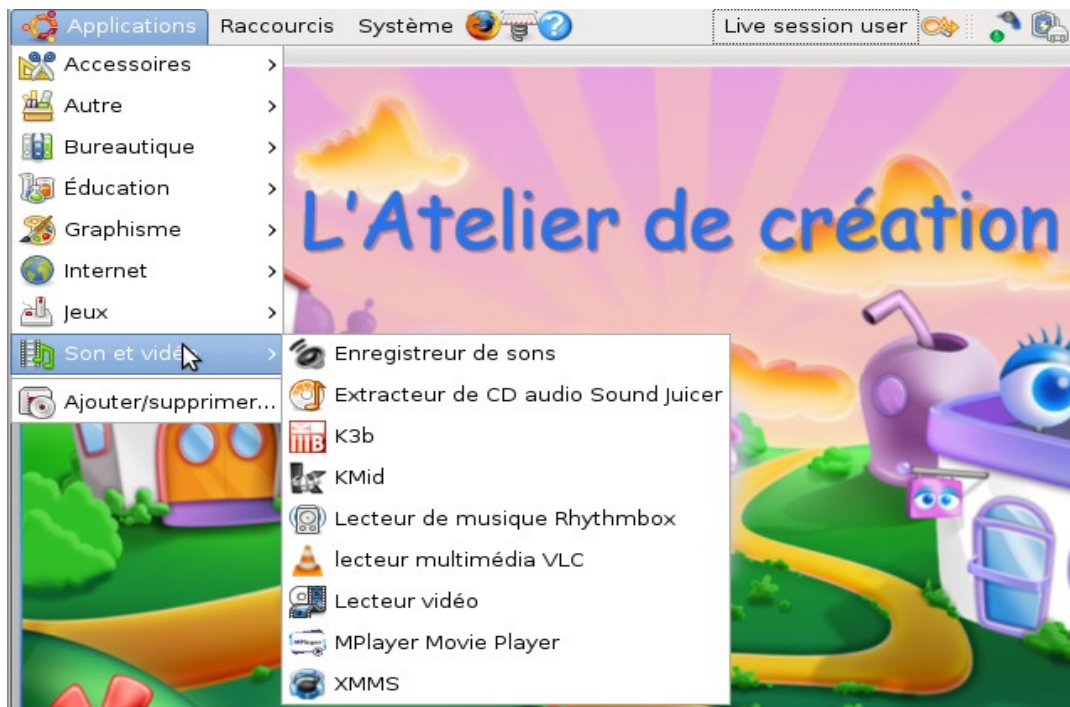 Applications Raccourcis Système Live session user
Accessoires
Autre
Bureautique
Éducation
Graphisme
Internet
Jeux
Son et vidé
Ajouter/supprimer...
Enregistreur de sons
Extracteur de CD audio Sound Juicer
K3b
KMid
Lecteur de musique Rhythmbox
lecteur multimédia VLC
Lecteur vidéo
MPlayer Movie Player
XMMS
L'Atelier de création